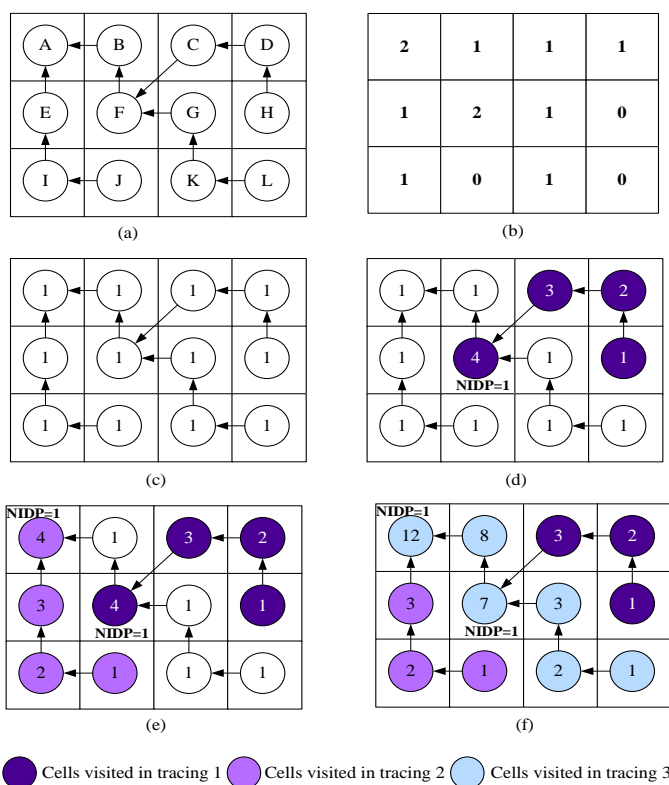 A B C D
E F G H
I J K L
(a)
2 1 1 1
1 2 1 0
1 0 1 0
(b)
1 1 1 1
1 1 1 1
1 1 1 1
(c)
1 1 3 2
1 4 1 1
NIDP=1
1 1 1 1
(d)
NIDP=1
4 1 3 2
3 4 1 1
NIDP=1
2 1 1 1
(e)
NIDP=1
12 8 3 2
3 7 3 1
NIDP=1
2 1 2 1
(f)
Cells visited in tracing 1 Cells visited in tracing 2 Cells visited in tracing 3